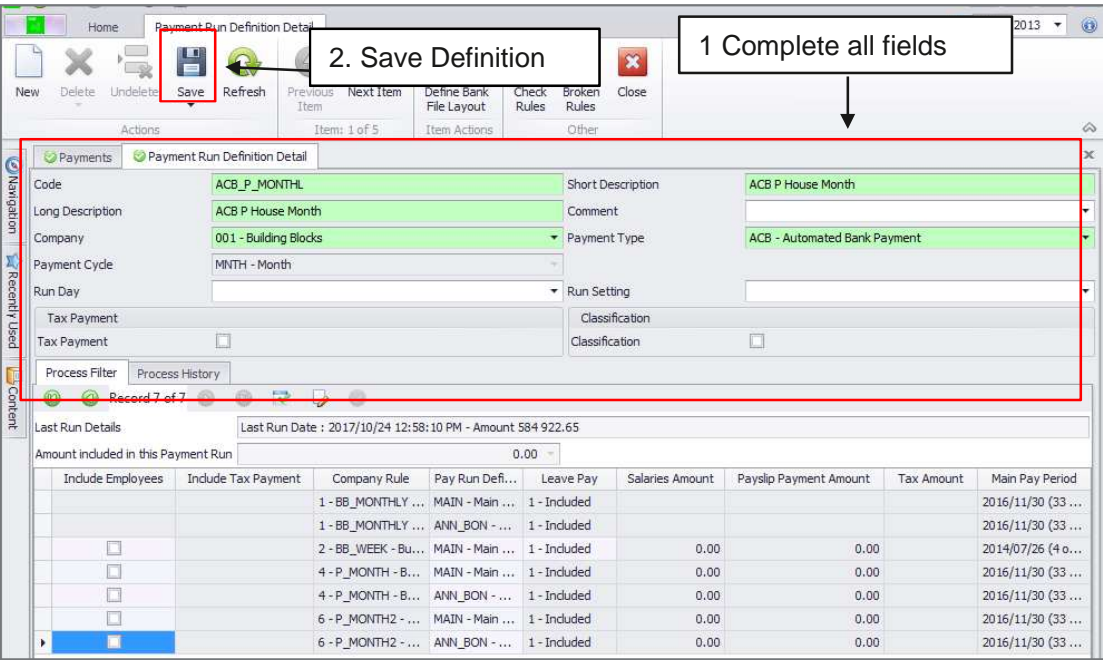 Home Payment Run Definition Detail 2013
2. Save Definition
1 Complete all fields
New Delete Undelete Save Refresh Previous Item Next Item Define Bank File Layout Check Rules Broken Rules Close
Actions Item: 1 of 5 Item Actions Other
Navigation
Recently Used
Content
Payments Payment Run Definition Detail
Code ACB_P_MONTHL Short Description ACB P House Month
Long Description ACB P House Month Comment
Company 001 - Building Blocks Payment Type ACB - Automated Bank Payment
Payment Cycle MNTH - Month
Run Day Run Setting
Tax Payment Classification
Tax Payment Classification
Process Filter Process History
Record 7 of 7
Last Run Details Last Run Date : 2017/10/24 12:58:10 PM - Amount 584 922.65
Amount included in this Payment Run 0.00
Include Employees Include Tax Payment Company Rule Pay Run Defi... Leave Pay Salaries Amount Payslip Payment Amount Tax Amount Main Pay Period
1 - BB_MONTHLY ... MAIN - Main ... 1 - Included 2016/11/30 (33 ...
1 - BB_MONTHLY ... ANN_BON - ... 1 - Included 2016/11/30 (33 ...
2 - BB_WEEK - Bu... MAIN - Main ... 1 - Included 0.00 0.00 2014/07/26 (4 o...
4 - P_MONTH - B... MAIN - Main ... 1 - Included 0.00 0.00 2016/11/30 (33 ...
4 - P_MONTH - B... ANN_BON - ... 1 - Included 0.00 0.00 2016/11/30 (33 ...
6 - P_MONTH2 - ... MAIN - Main ... 1 - Included 0.00 0.00 2016/11/30 (33 ...
6 - P_MONTH2 - ... ANN_BON - ... 1 - Included 0.00 0.00 2016/11/30 (33 ...